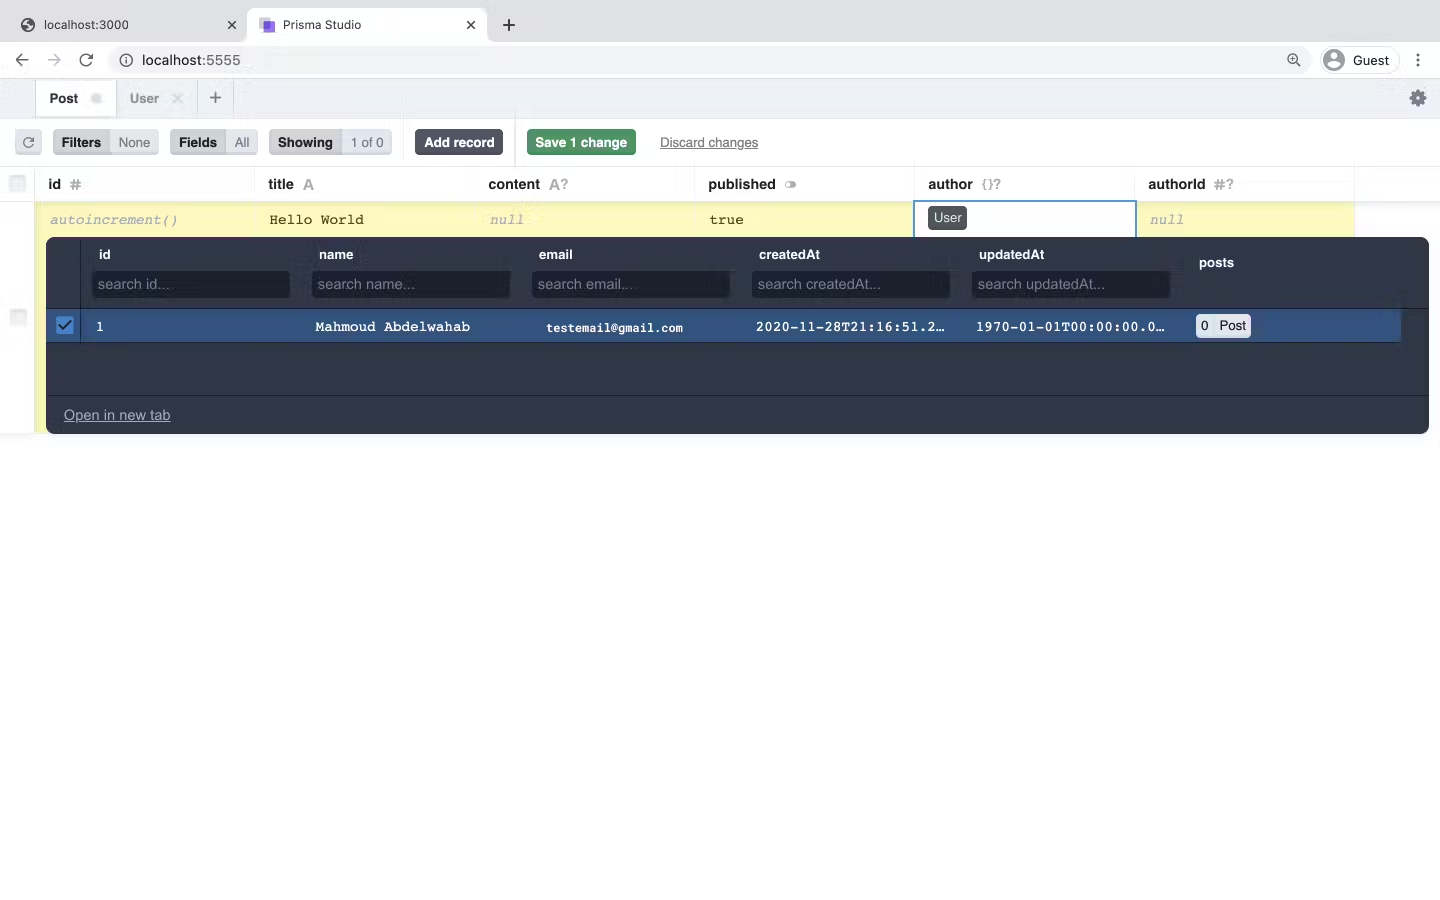 localhost:3000 Prisma Studio
localhost:5555 Guest
Post User
Filters None Fields All Showing 1 of 0 Add record Save 1 change Discard changes
id # title A content A? published author {}? authorId #?
autoincrement() Hello World null true User null
id name email createdAt updatedAt posts
search id... search name... search email... search createdAt... search updatedAt...
1 Mahmoud Abdelwahab testemail@gmail.com 2020-11-28T21:16:51.2… 1970-01-01T00:00:00.0… 0 Post
Open in new tab